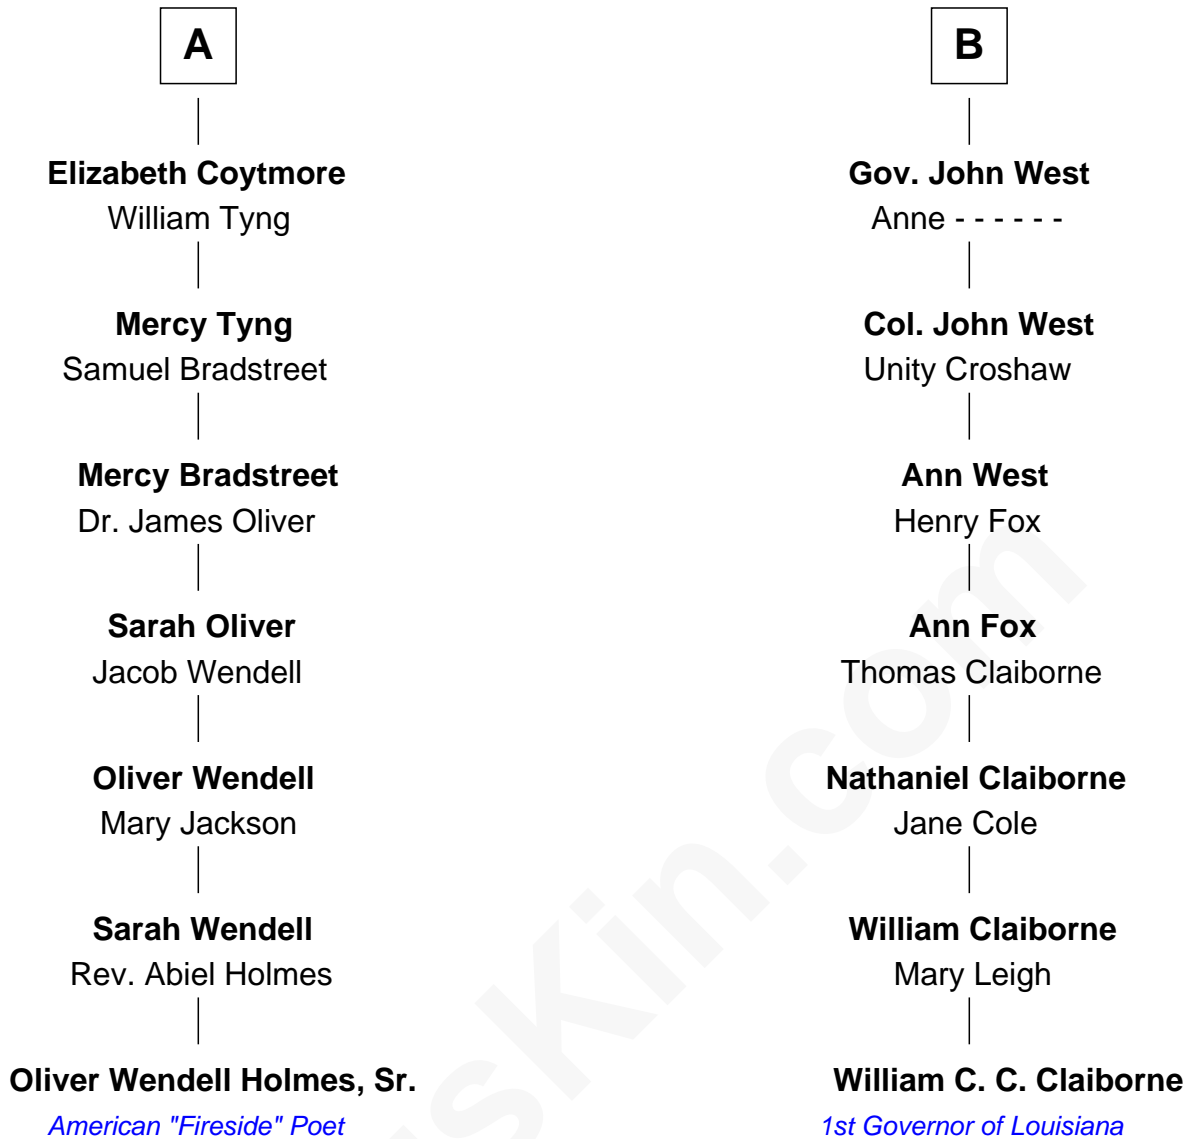 A
Elizabeth Coytmore
William Tyng
Mercy Tyng
Samuel Bradstreet
Mercy Bradstreet
Dr. James Oliver
Sarah Oliver
Jacob Wendell
Oliver Wendell
Mary Jackson
Sarah Wendell
Rev. Abiel Holmes
Oliver Wendell Holmes, Sr.
American "Fireside" Poet
B
Gov. John West
Anne - - - - - -
Col. John West
Unity Croshaw
Ann West
Henry Fox
Ann Fox
Thomas Claiborne
Nathaniel Claiborne
Jane Cole
William Claiborne
Mary Leigh
William C. C. Claiborne
1st Governor of Louisiana